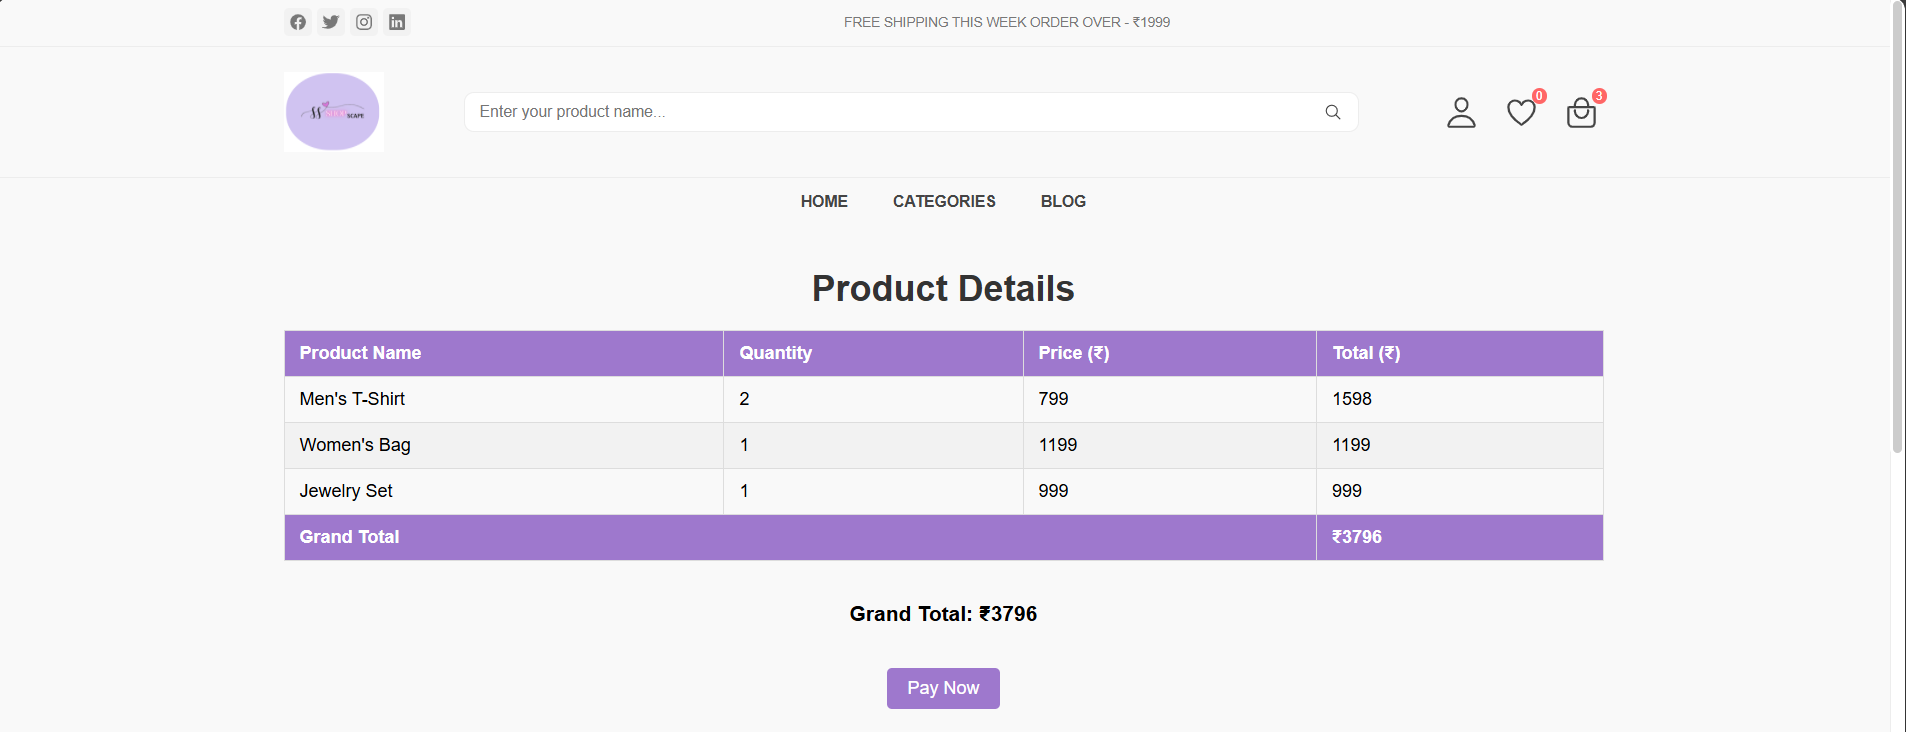 FREE SHIPPING THIS WEEK ORDER OVER - ₹1999
SCAPE
Enter your product name...
0
3
HOME CATEGORIES BLOG
Product Details
Product Name Quantity Price (₹) Total (₹)
Men's T-Shirt 2 799 1598
Women's Bag 1 1199 1199
Jewelry Set 1 999 999
Grand Total ₹3796
Grand Total: ₹3796
Pay Now